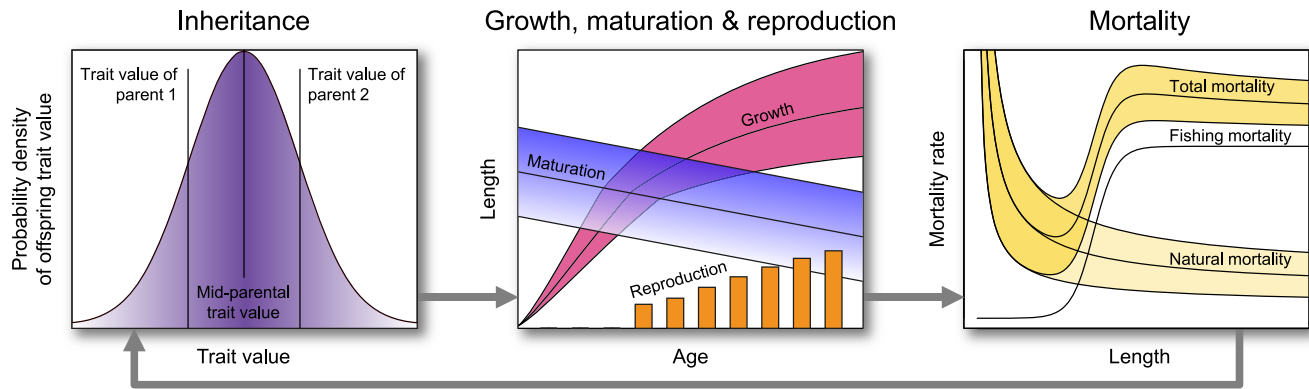 Inheritance
Growth, maturation & reproduction
Mortality
Probability density
of offspring trait value
Trait value of
parent 1
Trait value of
parent 2
Mid-parental
trait value
Trait value
Length
Growth
Maturation
Reproduction
Age
Mortality rate
Total mortality
Fishing mortality
Natural mortality
Length